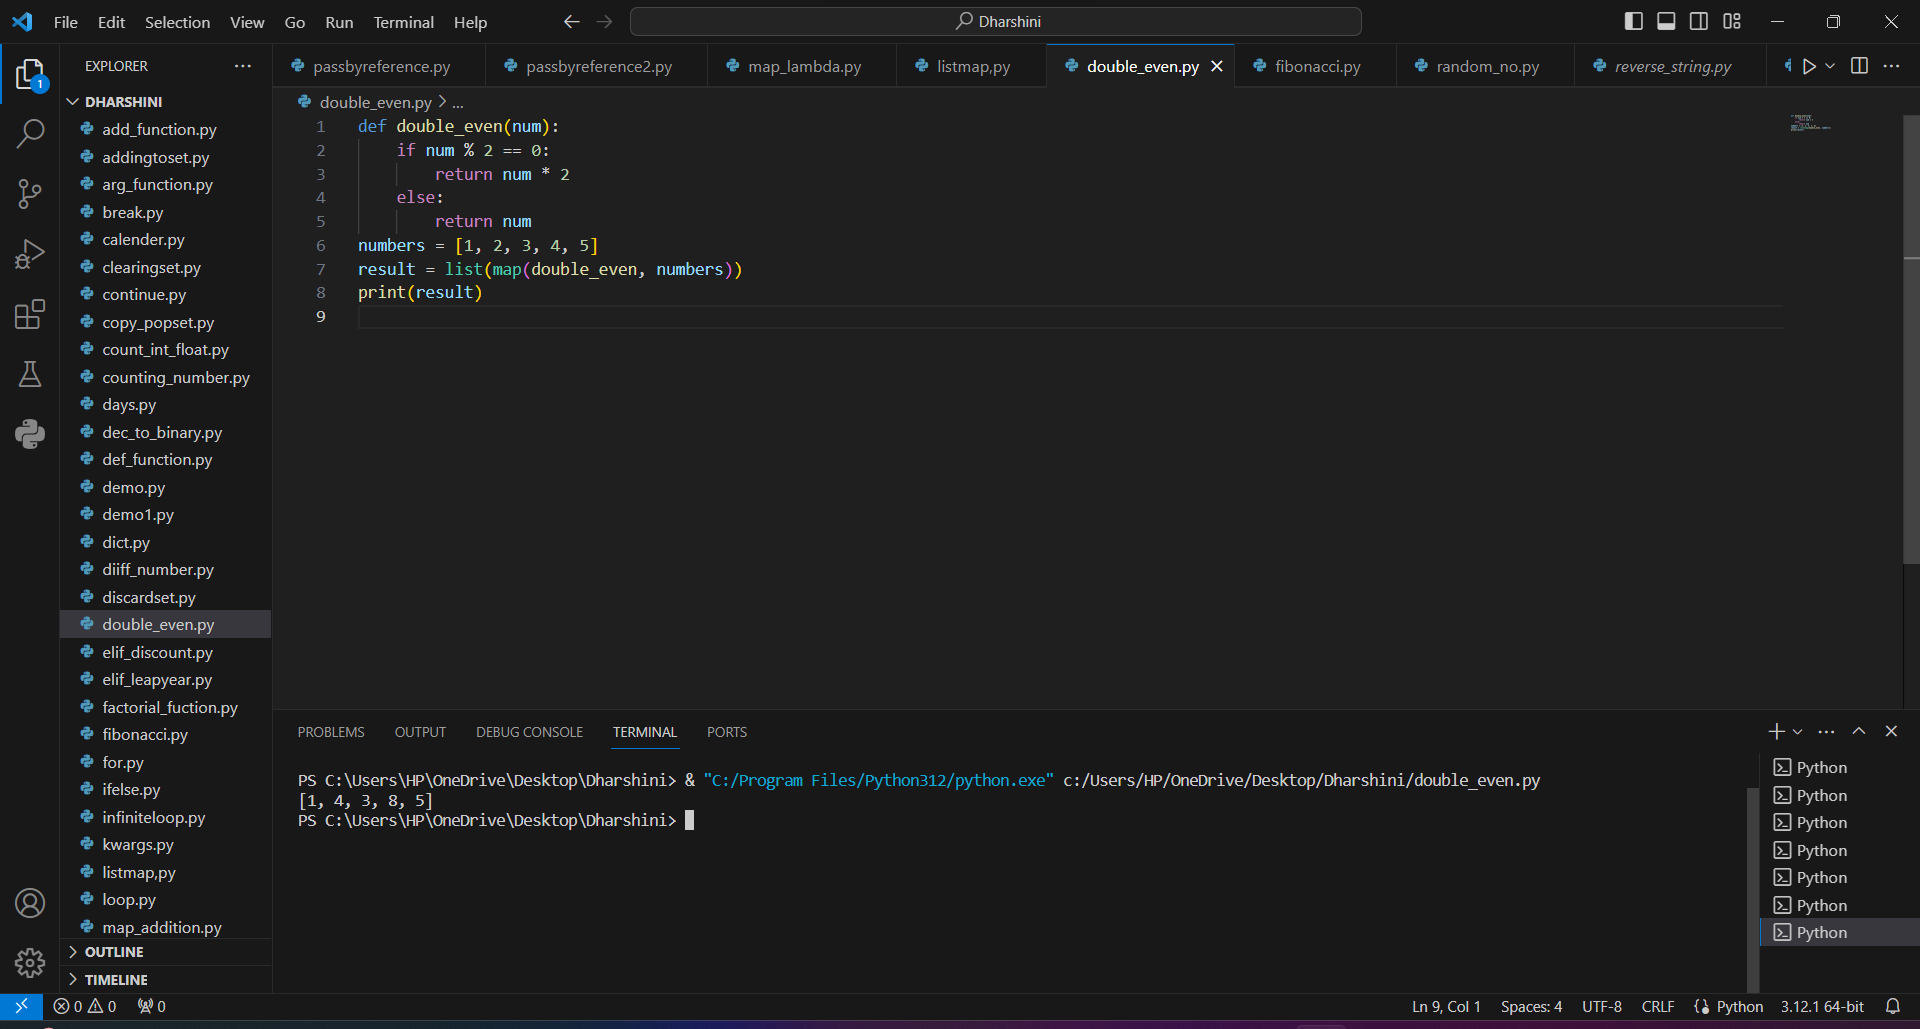 File Edit Selection View Go Run Terminal Help
Dharshini
EXPLORER
DHARSHINI
add_function.py
addingtoset.py
arg_function.py
break.py
calender.py
clearingset.py
continue.py
copy_popset.py
count_int_float.py
counting_number.py
days.py
dec_to_binary.py
def_function.py
demo.py
demo1.py
dict.py
diiff_number.py
discardset.py
double_even.py
elif_discount.py
elif_leapyear.py
factorial_fuction.py
fibonacci.py
for.py
ifelse.py
infiniteloop.py
kwargs.py
listmap,py
loop.py
map_addition.py
OUTLINE
TIMELINE
1
passbyreference.py passbyreference2.py map_lambda.py listmap,py double_even.py fibonacci.py random_no.py reverse_string.py
double_even.py > ...
1 def double_even(num):
2     if num % 2 == 0:
3         return num * 2
4     else:
5         return num
6 numbers = [1, 2, 3, 4, 5]
7 result = list(map(double_even, numbers))
8 print(result)
9
PROBLEMS OUTPUT DEBUG CONSOLE TERMINAL PORTS
PS C:\Users\HP\OneDrive\Desktop\Dharshini> & "C:/Program Files/Python312/python.exe" c:/Users/HP/OneDrive/Desktop/Dharshini/double_even.py
[1, 4, 3, 8, 5]
PS C:\Users\HP\OneDrive\Desktop\Dharshini>
Python
Python
Python
Python
Python
Python
Python
0 0 0 Ln 9, Col 1 Spaces: 4 UTF-8 CRLF Python 3.12.1 64-bit